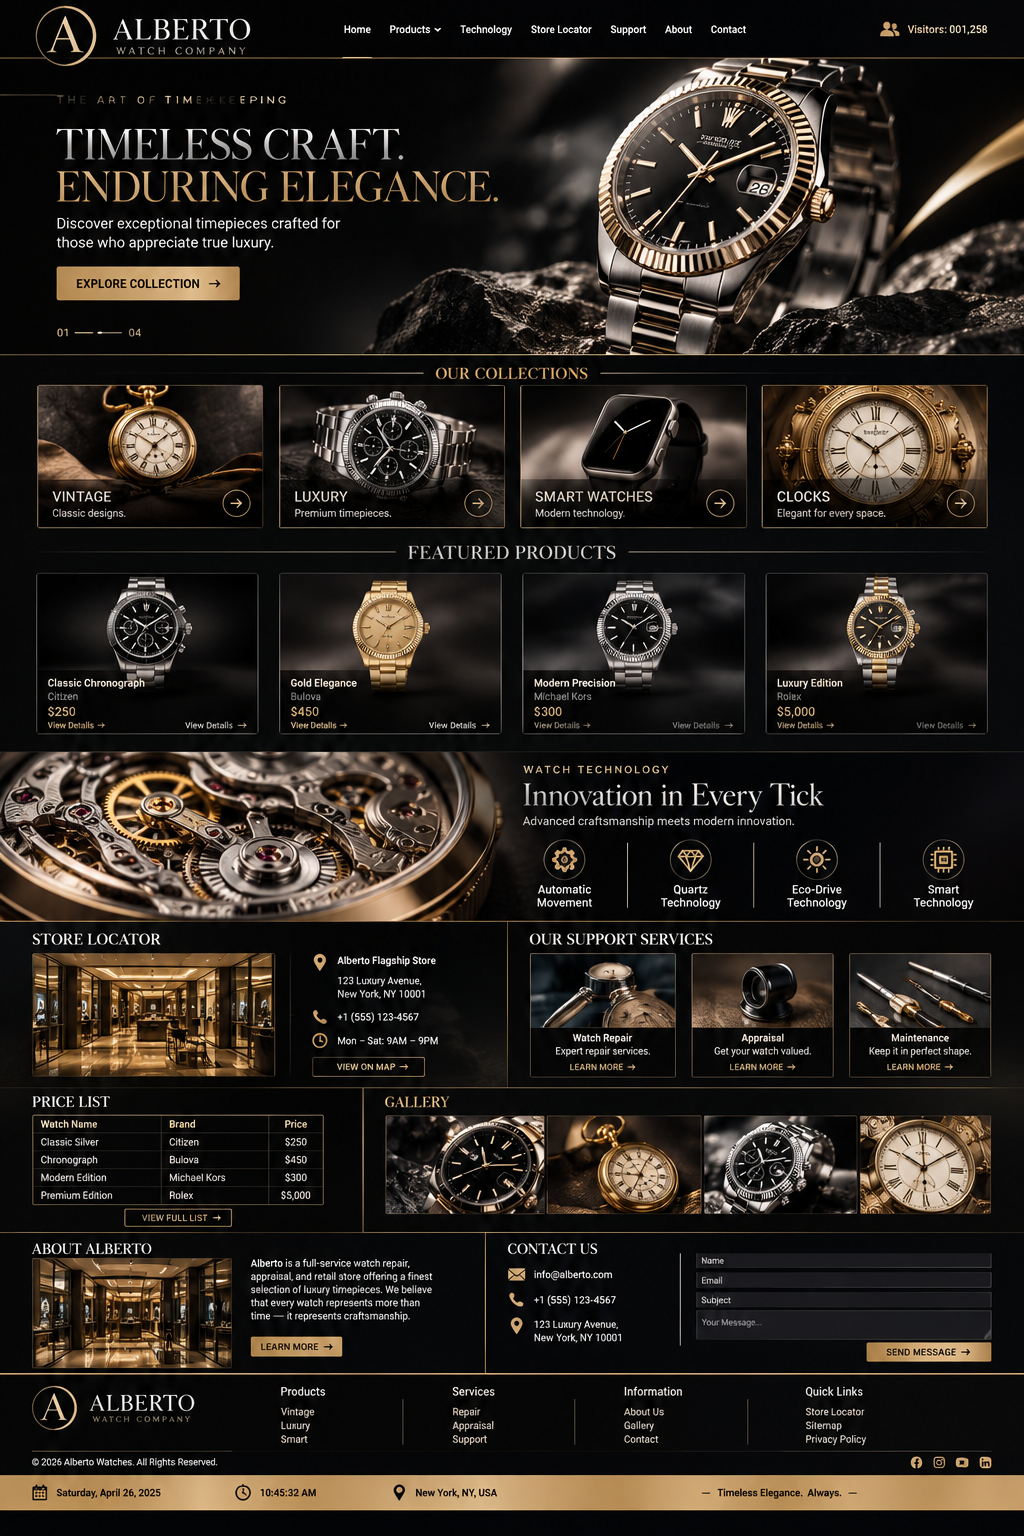 ALBERTO
WATCH COMPANY
Home
Products
Technology
Store Locator
Support
About
Contact
Visitors: 001,258
THE ART OF
TIMELESS CRAFT.
ENDURING ELEGANCE.
Discover exceptional timepieces crafted for
those who appreciate true luxury.
EXPLORE COLLECTION →
01
04
28
OUR COLLECTIONS
VINTAGE
Classic designs.
→
LUXURY
Premium timepieces.
→
SMART WATCHES
Modern technology.
→
CLOCKS
Elegant for every space.
→
FEATURED PRODUCTS
Classic Chronograph
Citizen
$250
View Details →
View Details →
Gold Elegance
Bulova
$450
View Details →
View Details →
Modern Precision
Michael Kors
$300
View Details →
View Details →
Luxury Edition
Rolex
$5,000
View Details →
View Details →
WATCH TECHNOLOGY
Innovation in Every Tick
Advanced craftsmanship meets modern innovation.
Automatic
Movement
Quartz
Technology
Eco-Drive
Technology
Smart
Technology
STORE LOCATOR
Alberto Flagship Store
123 Luxury Avenue,
New York, NY 10001
+1 (555) 123-4567
Mon – Sat: 9AM – 9PM
VIEW ON MAP →
OUR SUPPORT SERVICES
Watch Repair
Expert repair services.
LEARN MORE →
Appraisal
Get your watch valued.
LEARN MORE →
Maintenance
Keep it in perfect shape.
LEARN MORE →
PRICE LIST
Watch Name Brand Price
Classic Silver Citizen $250
Chronograph Bulova $450
Modern Edition Michael Kors $300
Premium Edition Rolex $5,000
VIEW FULL LIST →
GALLERY
ABOUT ALBERTO
Alberto is a full-service watch repair,
appraisal, and retail store offering a finest
selection of luxury timepieces. We believe
that every watch represents more than
time — it represents craftsmanship.
LEARN MORE →
CONTACT US
info@alberto.com
+1 (555) 123-4567
123 Luxury Avenue,
New York, NY 10001
Name
Email
Subject
Your Message...
SEND MESSAGE →
ALBERTO
WATCH COMPANY
Products
Vintage
Luxury
Smart
Services
Repair
Appraisal
Support
Information
About Us
Gallery
Contact
Quick Links
Store Locator
Sitemap
Privacy Policy
© 2026 Alberto Watches. All Rights Reserved.
Saturday, April 26, 2025
10:45:32 AM
New York, NY, USA
— Timeless Elegance. Always. —